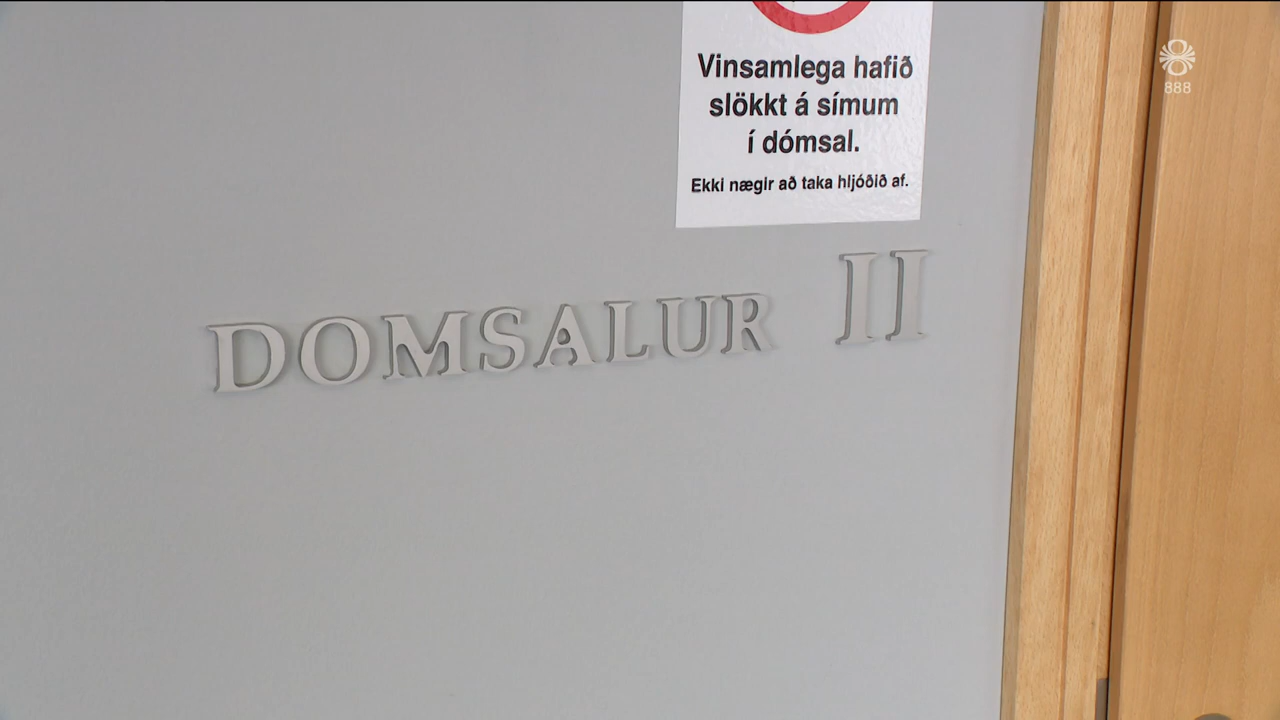 888
Vinsamlega hafið
slökkt á símum
í dómsal.
Ekki nægir að taka hljóðið af.
DOMSALUR II